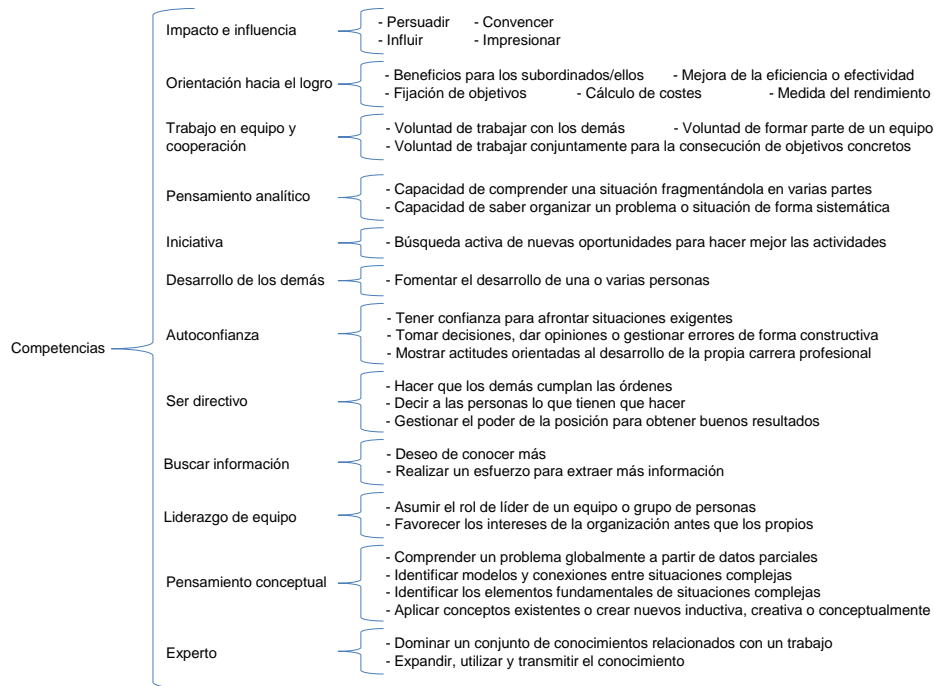 Competencias
Impacto e influencia
- Persuadir - Convencer
- Influir - Impresionar
Orientación hacia el logro
- Beneficios para los subordinados/ellos - Mejora de la eficiencia o efectividad
- Fijación de objetivos - Cálculo de costes - Medida del rendimiento
Trabajo en equipo y
cooperación
- Voluntad de trabajar con los demás - Voluntad de formar parte de un equipo
- Voluntad de trabajar conjuntamente para la consecución de objetivos concretos
Pensamiento analítico
- Capacidad de comprender una situación fragmentándola en varias partes
- Capacidad de saber organizar un problema o situación de forma sistemática
Iniciativa
- Búsqueda activa de nuevas oportunidades para hacer mejor las actividades
Desarrollo de los demás
- Fomentar el desarrollo de una o varias personas
Autoconfianza
- Tener confianza para afrontar situaciones exigentes
- Tomar decisiones, dar opiniones o gestionar errores de forma constructiva
- Mostrar actitudes orientadas al desarrollo de la propia carrera profesional
Ser directivo
- Hacer que los demás cumplan las órdenes
- Decir a las personas lo que tienen que hacer
- Gestionar el poder de la posición para obtener buenos resultados
Buscar información
- Deseo de conocer más
- Realizar un esfuerzo para extraer más información
Liderazgo de equipo
- Asumir el rol de líder de un equipo o grupo de personas
- Favorecer los intereses de la organización antes que los propios
Pensamiento conceptual
- Comprender un problema globalmente a partir de datos parciales
- Identificar modelos y conexiones entre situaciones complejas
- Identificar los elementos fundamentales de situaciones complejas
- Aplicar conceptos existentes o crear nuevos inductiva, creativa o conceptualmente
Experto
- Dominar un conjunto de conocimientos relacionados con un trabajo
- Expandir, utilizar y transmitir el conocimiento